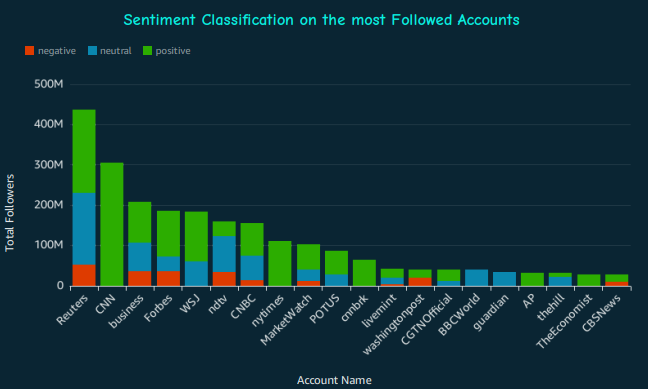 Sentiment Classification on the most Followed Accounts
negative neutral positive
500M
400M
300M
200M
100M
0
Total Followers
Reuters
CNN
business
Forbes
WSJ
ndtv
CNBC
nytimes
MarketWatch
POTUS
cnnbrk
livemint
washingtonpost
CGTNOfficial
BBCWorld
guardian
AP
thehill
TheEconomist
CBSNews
Account Name